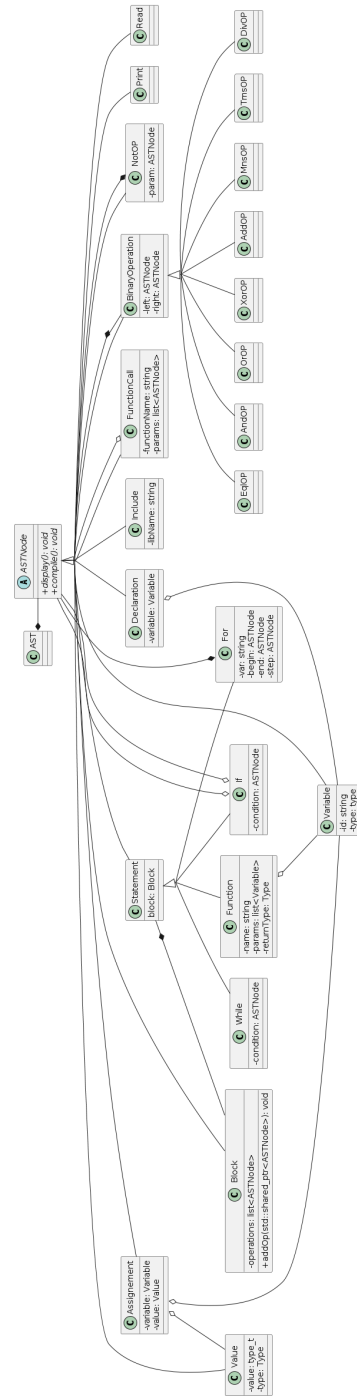 A ASTNode
+display(): void
+compile(): void
C AST
C Read
C Print
C NotOP
-param: ASTNode
C BinaryOperation
-left: ASTNode
-right: ASTNode
C FunctionCall
-functionName: string
-params: list<ASTNode>
C Include
-libName: string
C Declaration
-variable: Variable
C Statement
block: Block
C Assignement
-variable: Variable
-value: Value
C DivOP
C TmsOP
C MnsOP
C AddOP
C XorOP
C OrOP
C AndOP
C EqlOP
C For
-var: string
-begin: ASTNode
-end: ASTNode
-step: ASTNode
C If
-condition: ASTNode
C Function
-name: string
-params: list<Variable>
-returnType: Type
C While
-condition: ASTNode
C Block
-operations: list<ASTNode>
+addOp(std::shared_ptr<ASTNode>): void
C Value
-value: type_t
-type: Type
C Variable
-id: string
-type: type